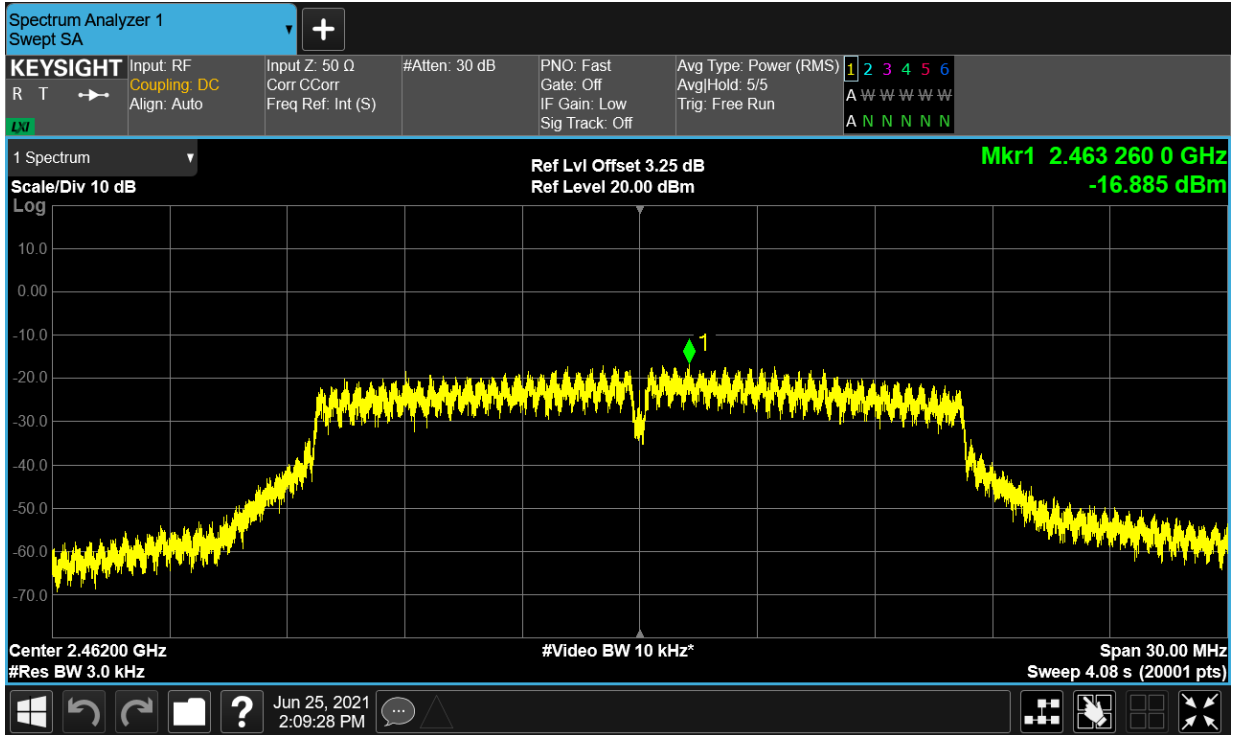 Spectrum Analyzer 1
Swept SA
+
KEYSIGHT
R T
LXI
Input: RF
Coupling: DC
Align: Auto
Input Z: 50 Ω
Corr CCorr
Freq Ref: Int (S)
#Atten: 30 dB
PNO: Fast
Gate: Off
IF Gain: Low
Sig Track: Off
Avg Type: Power (RMS)
Avg|Hold: 5/5
Trig: Free Run
1 2 3 4 5 6
A W W W W W
A N N N N N
1 Spectrum
Scale/Div 10 dB
Log
Ref Lvl Offset 3.25 dB
Ref Level 20.00 dBm
Mkr1 2.463 260 0 GHz
-16.885 dBm
10.0
0.00
-10.0
-20.0
-30.0
-40.0
-50.0
-60.0
-70.0
1
Center 2.46200 GHz
#Res BW 3.0 kHz
#Video BW 10 kHz*
Span 30.00 MHz
Sweep 4.08 s (20001 pts)
?
Jun 25, 2021
2:09:28 PM